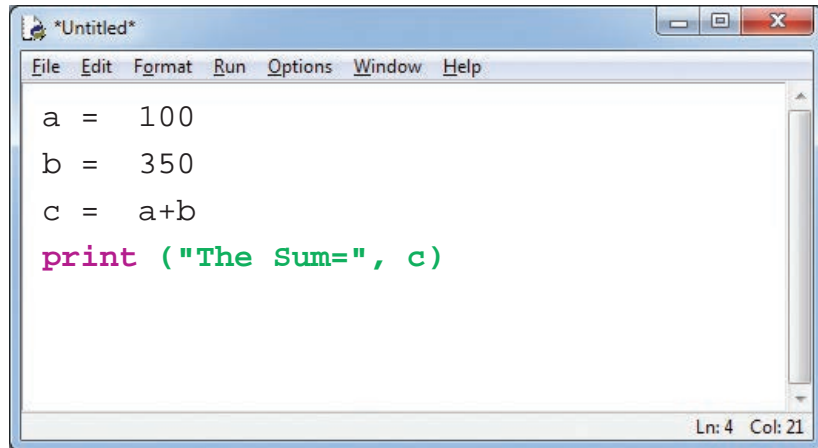 *Untitled*
File Edit Format Run Options Window Help
a = 100
b = 350
c = a+b
print ("The Sum=", c)
Ln: 4 Col: 21